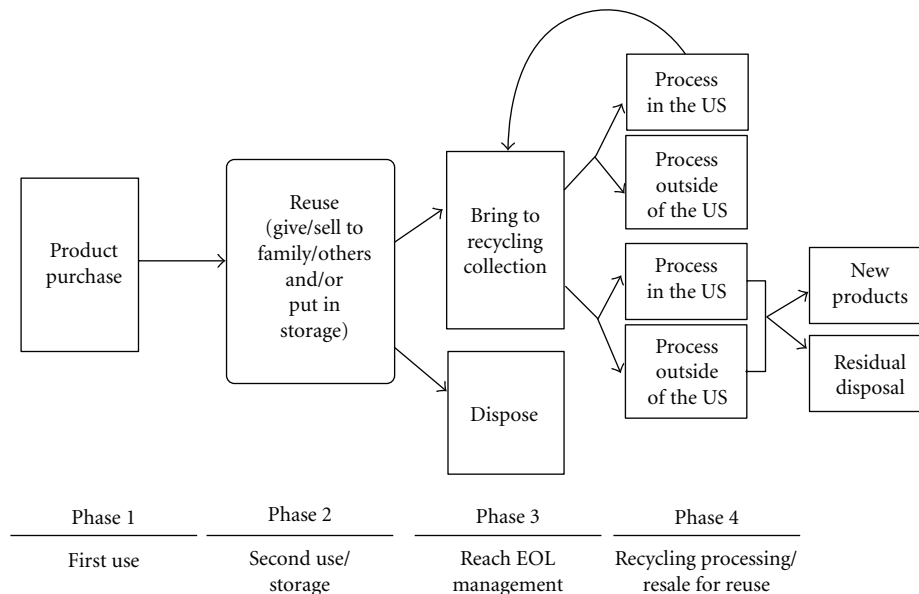 Product
purchase
Reuse
(give/sell to
family/others
and/or
put in
storage)
Bring to
recycling
collection
Dispose
Process
in the US
Process
outside
of the US
Process
in the US
Process
outside
of the US
New
products
Residual
disposal
Phase 1
First use
Phase 2
Second use/
storage
Phase 3
Reach EOL
management
Phase 4
Recycling processing/
resale for reuse